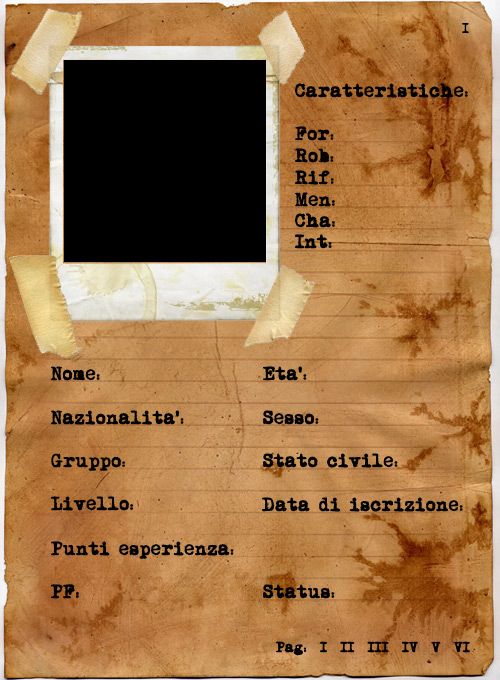 I
Caratteristiche:
For:
Rob:
Rif:
Men:
Cha:
Int:
Nome: Eta':
Nazionalita': Sesso:
Gruppo: Stato civile:
Livello: Data di iscrizione:
Punti esperienza:
PF: Status:
Pag: I II III IV V VI